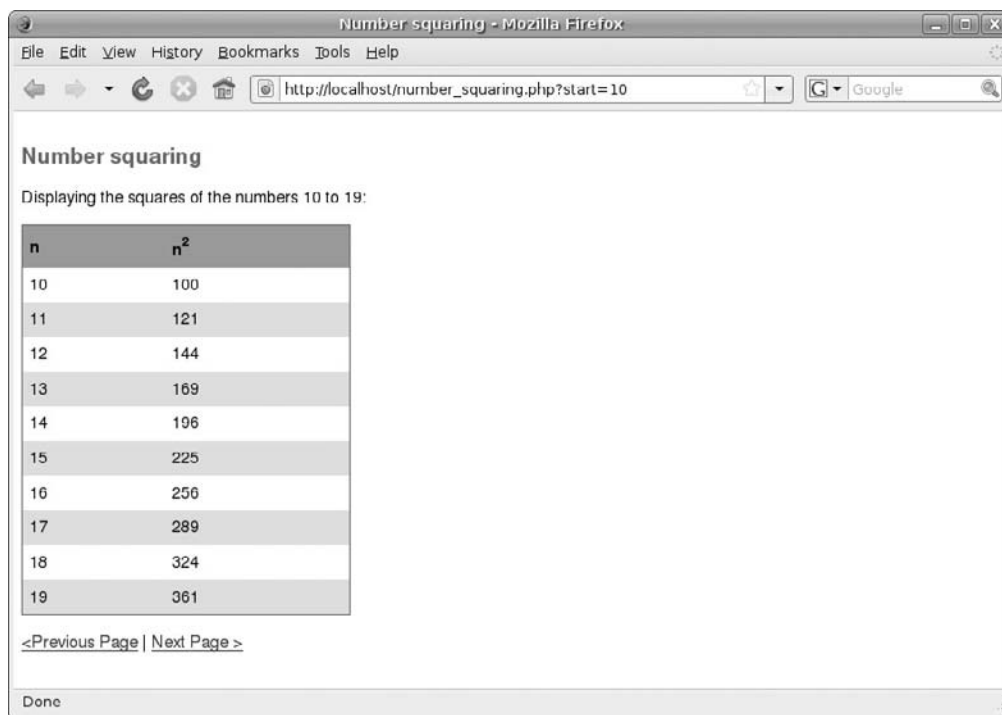 Number squaring - Mozilla Firefox
File Edit View History Bookmarks Tools Help
http://localhost/number_squaring.php?start=10
G Google
Number squaring
Displaying the squares of the numbers 10 to 19:
n n²
10 100
11 121
12 144
13 169
14 196
15 225
16 256
17 289
18 324
19 361
<Previous Page | Next Page >
Done